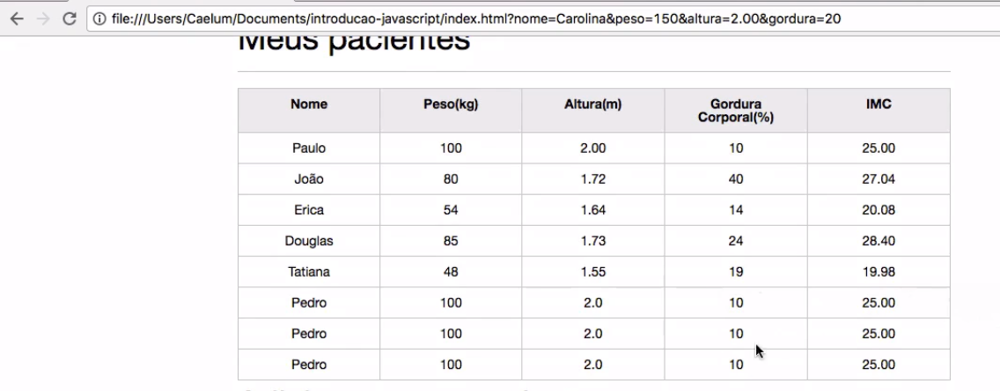 file:///Users/Caelum/Documents/introducao-javascript/index.html?nome=Carolina&peso=150&altura=2.00&gordura=20
Meus pacientes
Nome Peso(kg) Altura(m) Gordura Corporal(%) IMC
Paulo 100 2.00 10 25.00
João 80 1.72 40 27.04
Erica 54 1.64 14 20.08
Douglas 85 1.73 24 28.40
Tatiana 48 1.55 19 19.98
Pedro 100 2.0 10 25.00
Pedro 100 2.0 10 25.00
Pedro 100 2.0 10 25.00